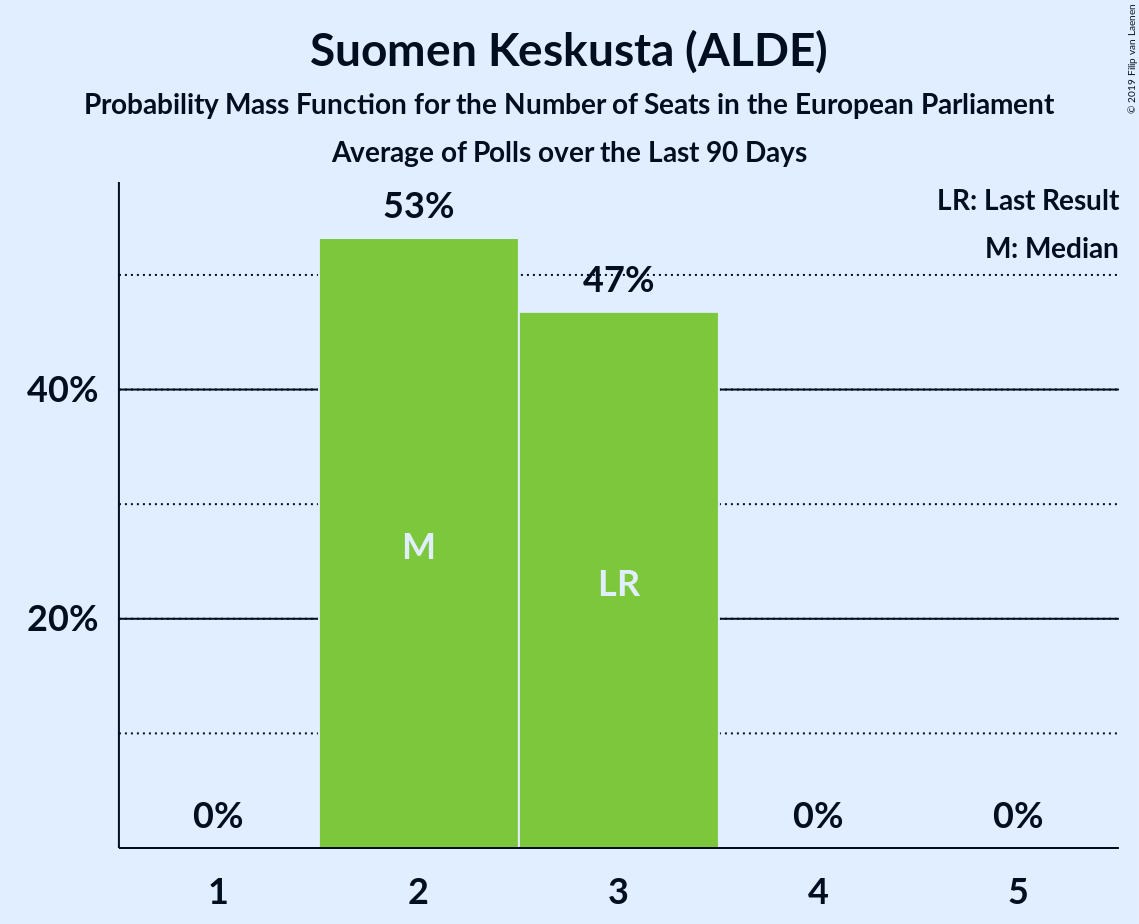 Suomen Keskusta (ALDE)
Probability Mass Function for the Number of Seats in the European Parliament
Average of Polls over the Last 90 Days
© 2019 Filip van Laenen
LR: Last Result
M: Median
53%
47%
40%
20%
M
LR
0%
0%
0%
1
2
3
4
5